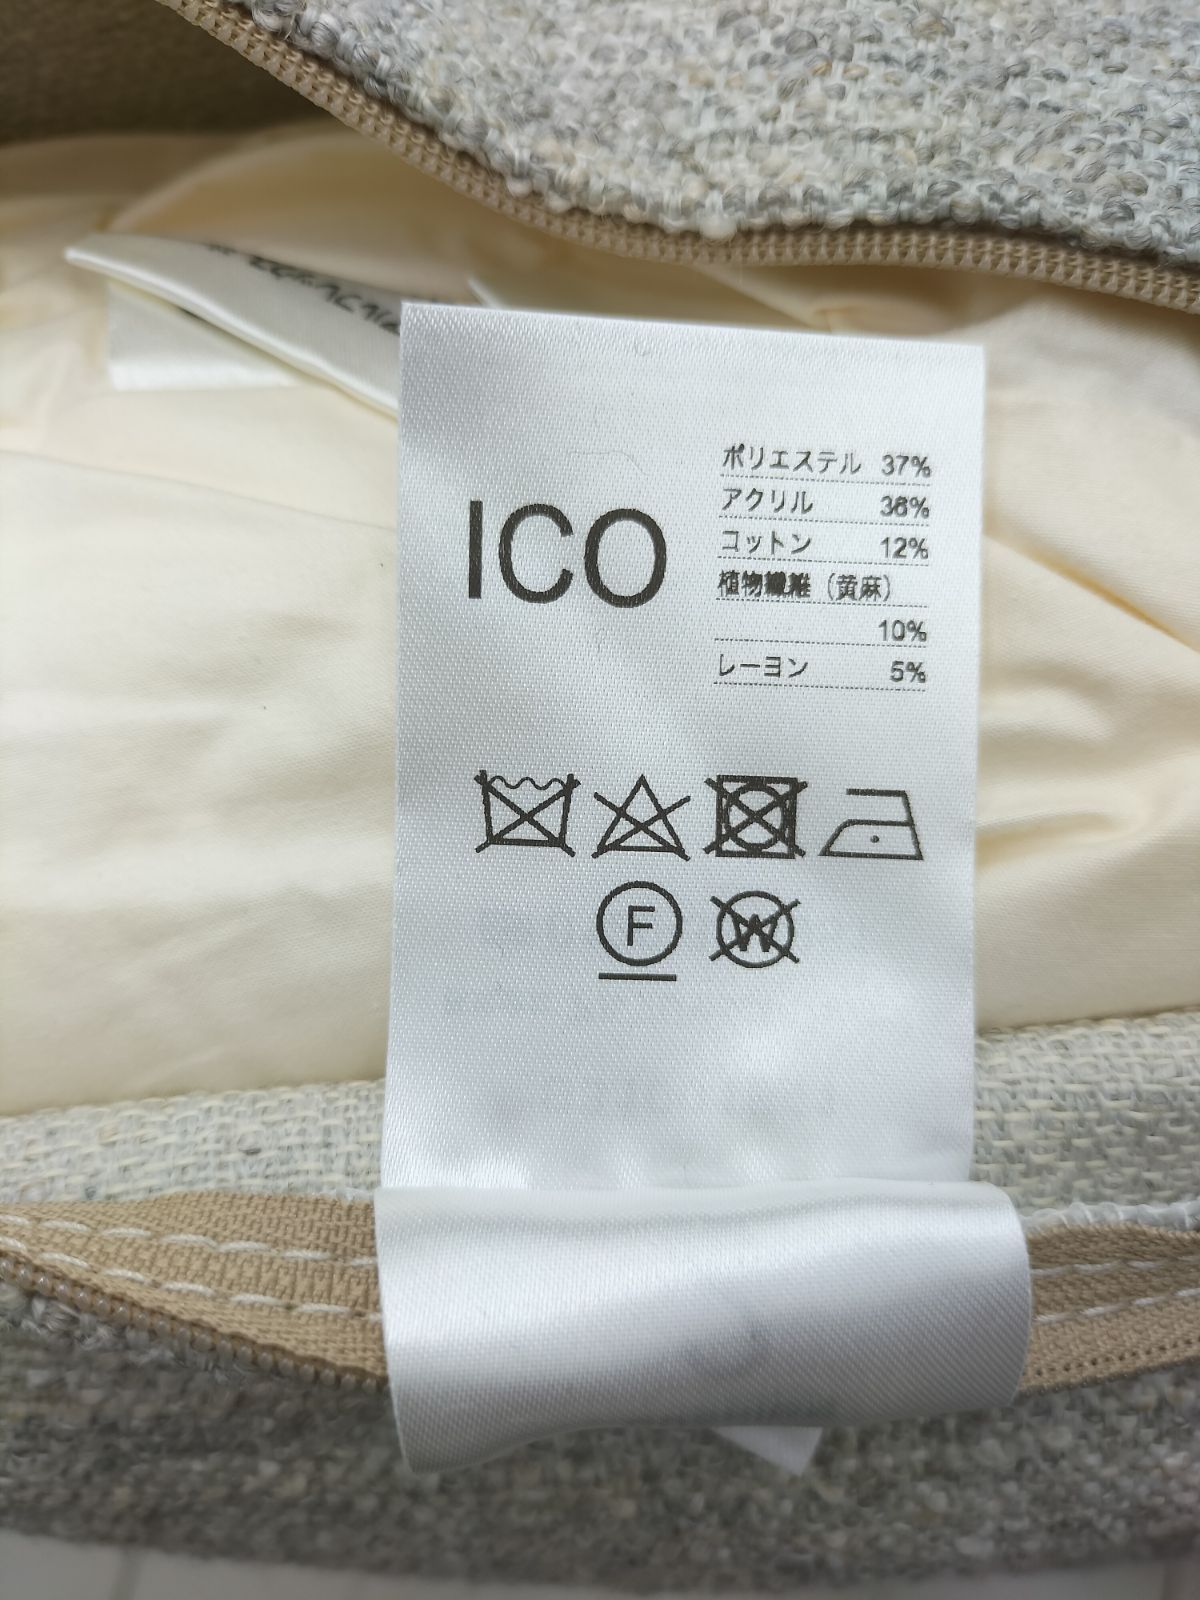 ICO
ポリエステル 37%
アクリル 36%
コットン 12%
植物繊維（黄麻）
10%
レーヨン 5%
F
W